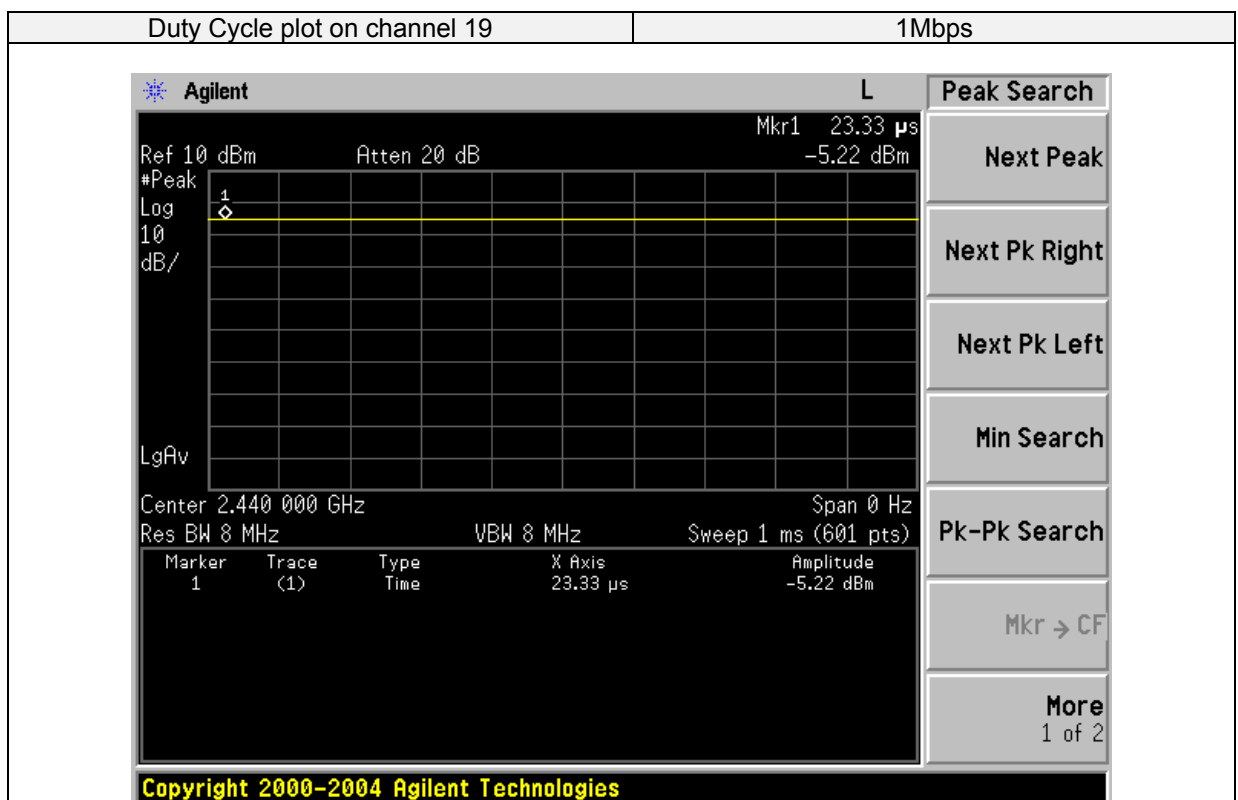 Duty Cycle plot on channel 19 1Mbps
Agilent L Peak Search
Mkr1 23.33 µs
Ref 10 dBm Atten 20 dB -5.22 dBm
#Peak
Log
10
dB/
1
LgAv
Center 2.440 000 GHz Span 0 Hz
Res BW 8 MHz VBW 8 MHz Sweep 1 ms (601 pts)
Marker Trace Type X Axis Amplitude
1 (1) Time 23.33 µs -5.22 dBm
Next Peak
Next Pk Right
Next Pk Left
Min Search
Pk-Pk Search
Mkr → CF
More
1 of 2
Copyright 2000-2004 Agilent Technologies